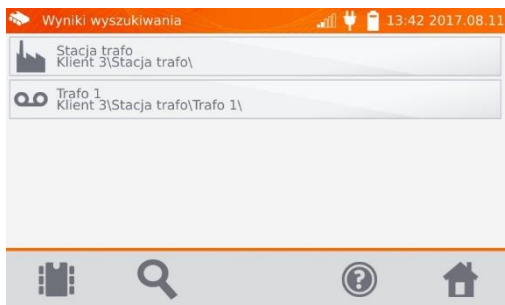 Wyniki wyszukiwania 13:42 2017.08.11
Stacja trafo
Klient 3\Stacja trafo\
Trafo 1
Klient 3\Stacja trafo\Trafo 1\